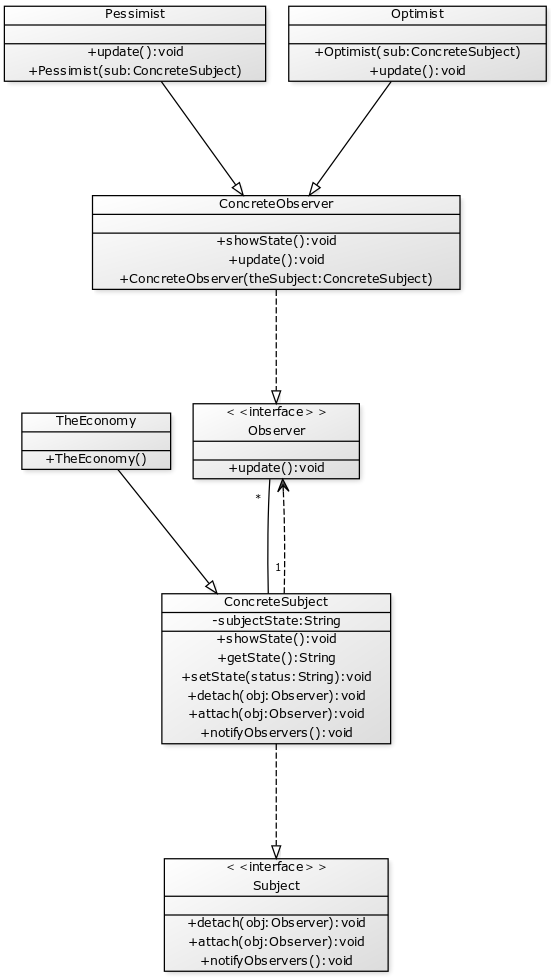 Pessimist
+update():void
+Pessimist(sub:ConcreteSubject)
Optimist
+Optimist(sub:ConcreteSubject)
+update():void
ConcreteObserver
+showState():void
+update():void
+ConcreteObserver(theSubject:ConcreteSubject)
<<interface>>
Observer
+update():void
TheEconomy
+TheEconomy()
*
1
ConcreteSubject
-subjectState:String
+showState():void
+getState():String
+setState(status:String):void
+detach(obj:Observer):void
+attach(obj:Observer):void
+notifyObservers():void
<<interface>>
Subject
+detach(obj:Observer):void
+attach(obj:Observer):void
+notifyObservers():void